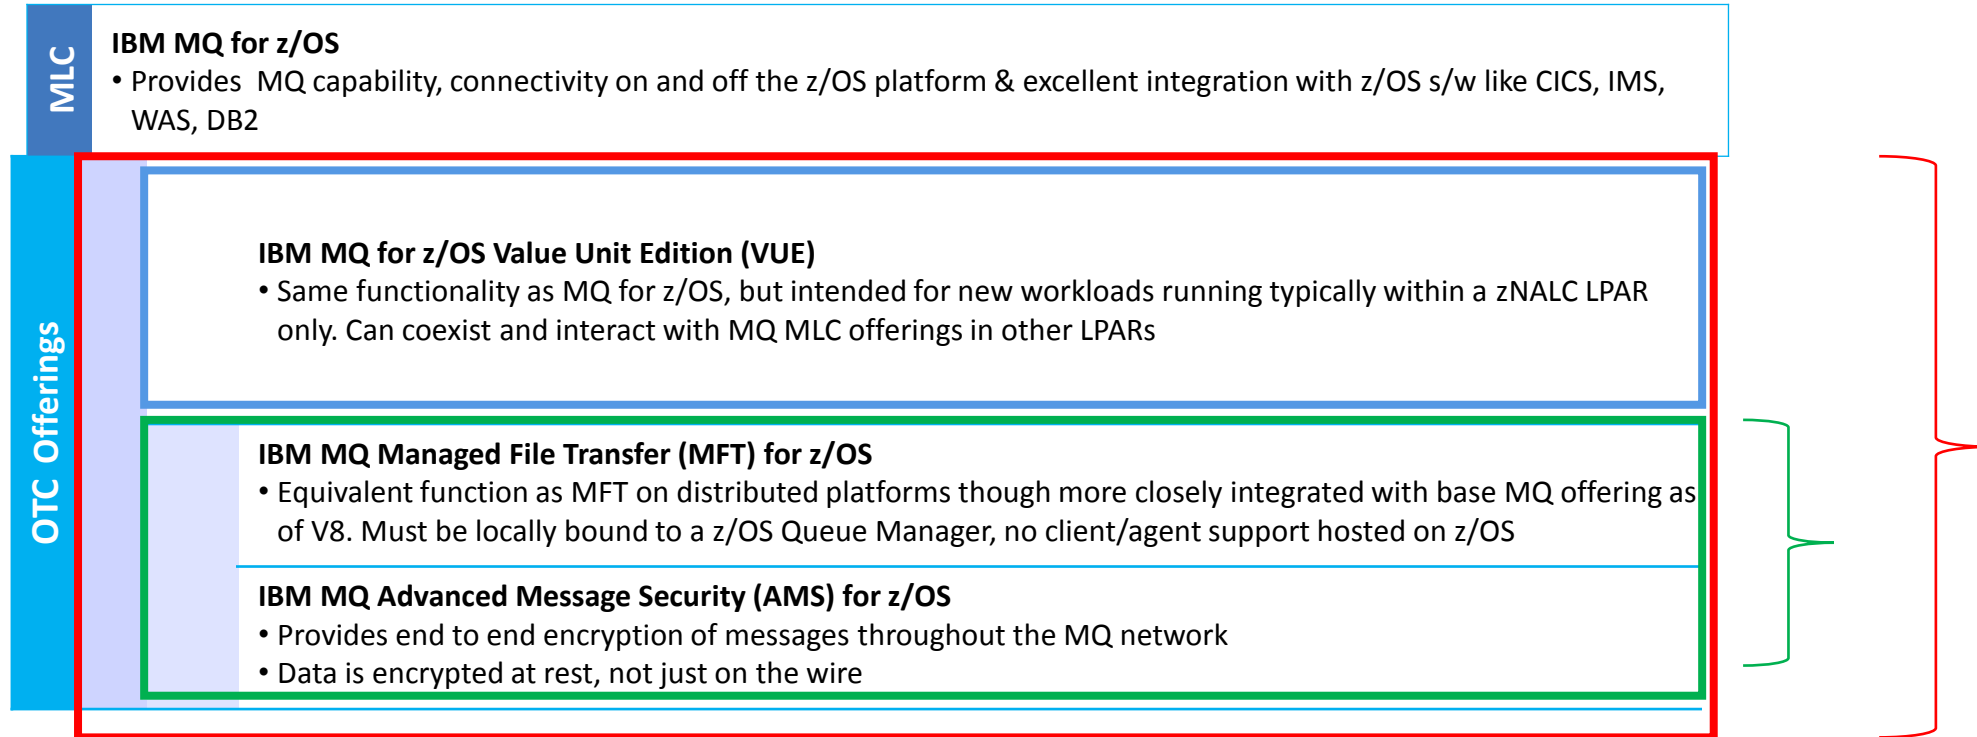 MLC
IBM MQ for z/OS
• Provides  MQ capability, connectivity on and off the z/OS platform & excellent integration with z/OS s/w like CICS, IMS,
WAS, DB2
OTC Offerings
IBM MQ for z/OS Value Unit Edition (VUE)
• Same functionality as MQ for z/OS, but intended for new workloads running typically within a zNALC LPAR
only. Can coexist and interact with MQ MLC offerings in other LPARs
IBM MQ Managed File Transfer (MFT) for z/OS
• Equivalent function as MFT on distributed platforms though more closely integrated with base MQ offering as
of V8. Must be locally bound to a z/OS Queue Manager, no client/agent support hosted on z/OS
IBM MQ Advanced Message Security (AMS) for z/OS
• Provides end to end encryption of messages throughout the MQ network
• Data is encrypted at rest, not just on the wire